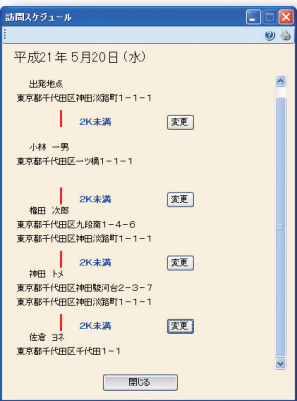 訪問スケジュール
平成21年 5月20日 (水)
出発地点
東京都千代田区神田淡路町1-1-1
2K未満 変更
小林 一男
東京都千代田区一ツ橋1-1-1
2K未満 変更
権田 次郎
東京都千代田区九段南1-4-6
東京都千代田区神田淡路町1-1-1
2K未満 変更
神田 トメ
東京都千代田区神田駿河台2-3-7
東京都千代田区神田淡路町1-1-1
2K未満 変更
佐倉 ヨネ
東京都千代田区千代田1-1
閉じる